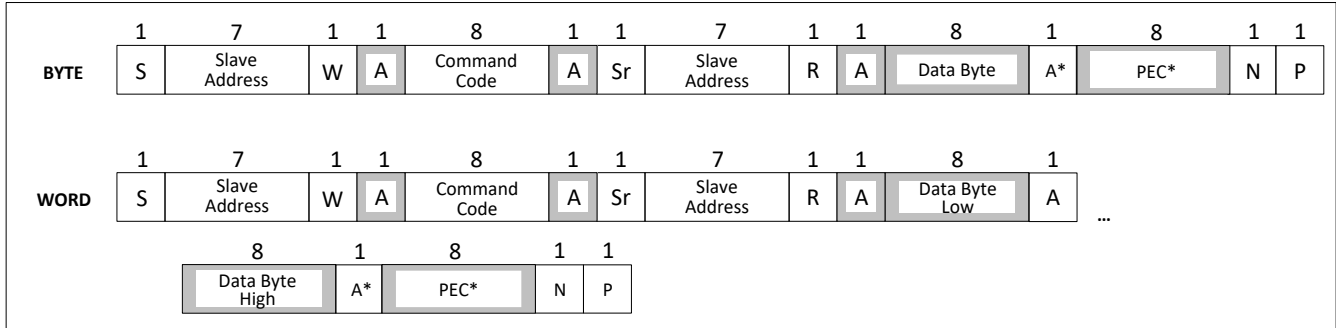 1 7 1 1 8 1 1 7 1 1 8 1 8 1 1
BYTE S Slave Address W A Command Code A Sr Slave Address R A Data Byte A* PEC* N P
1 7 1 1 8 1 1 7 1 1 8 1
WORD S Slave Address W A Command Code A Sr Slave Address R A Data Byte Low A ...
8 1 8 1 1
Data Byte High A* PEC* N P